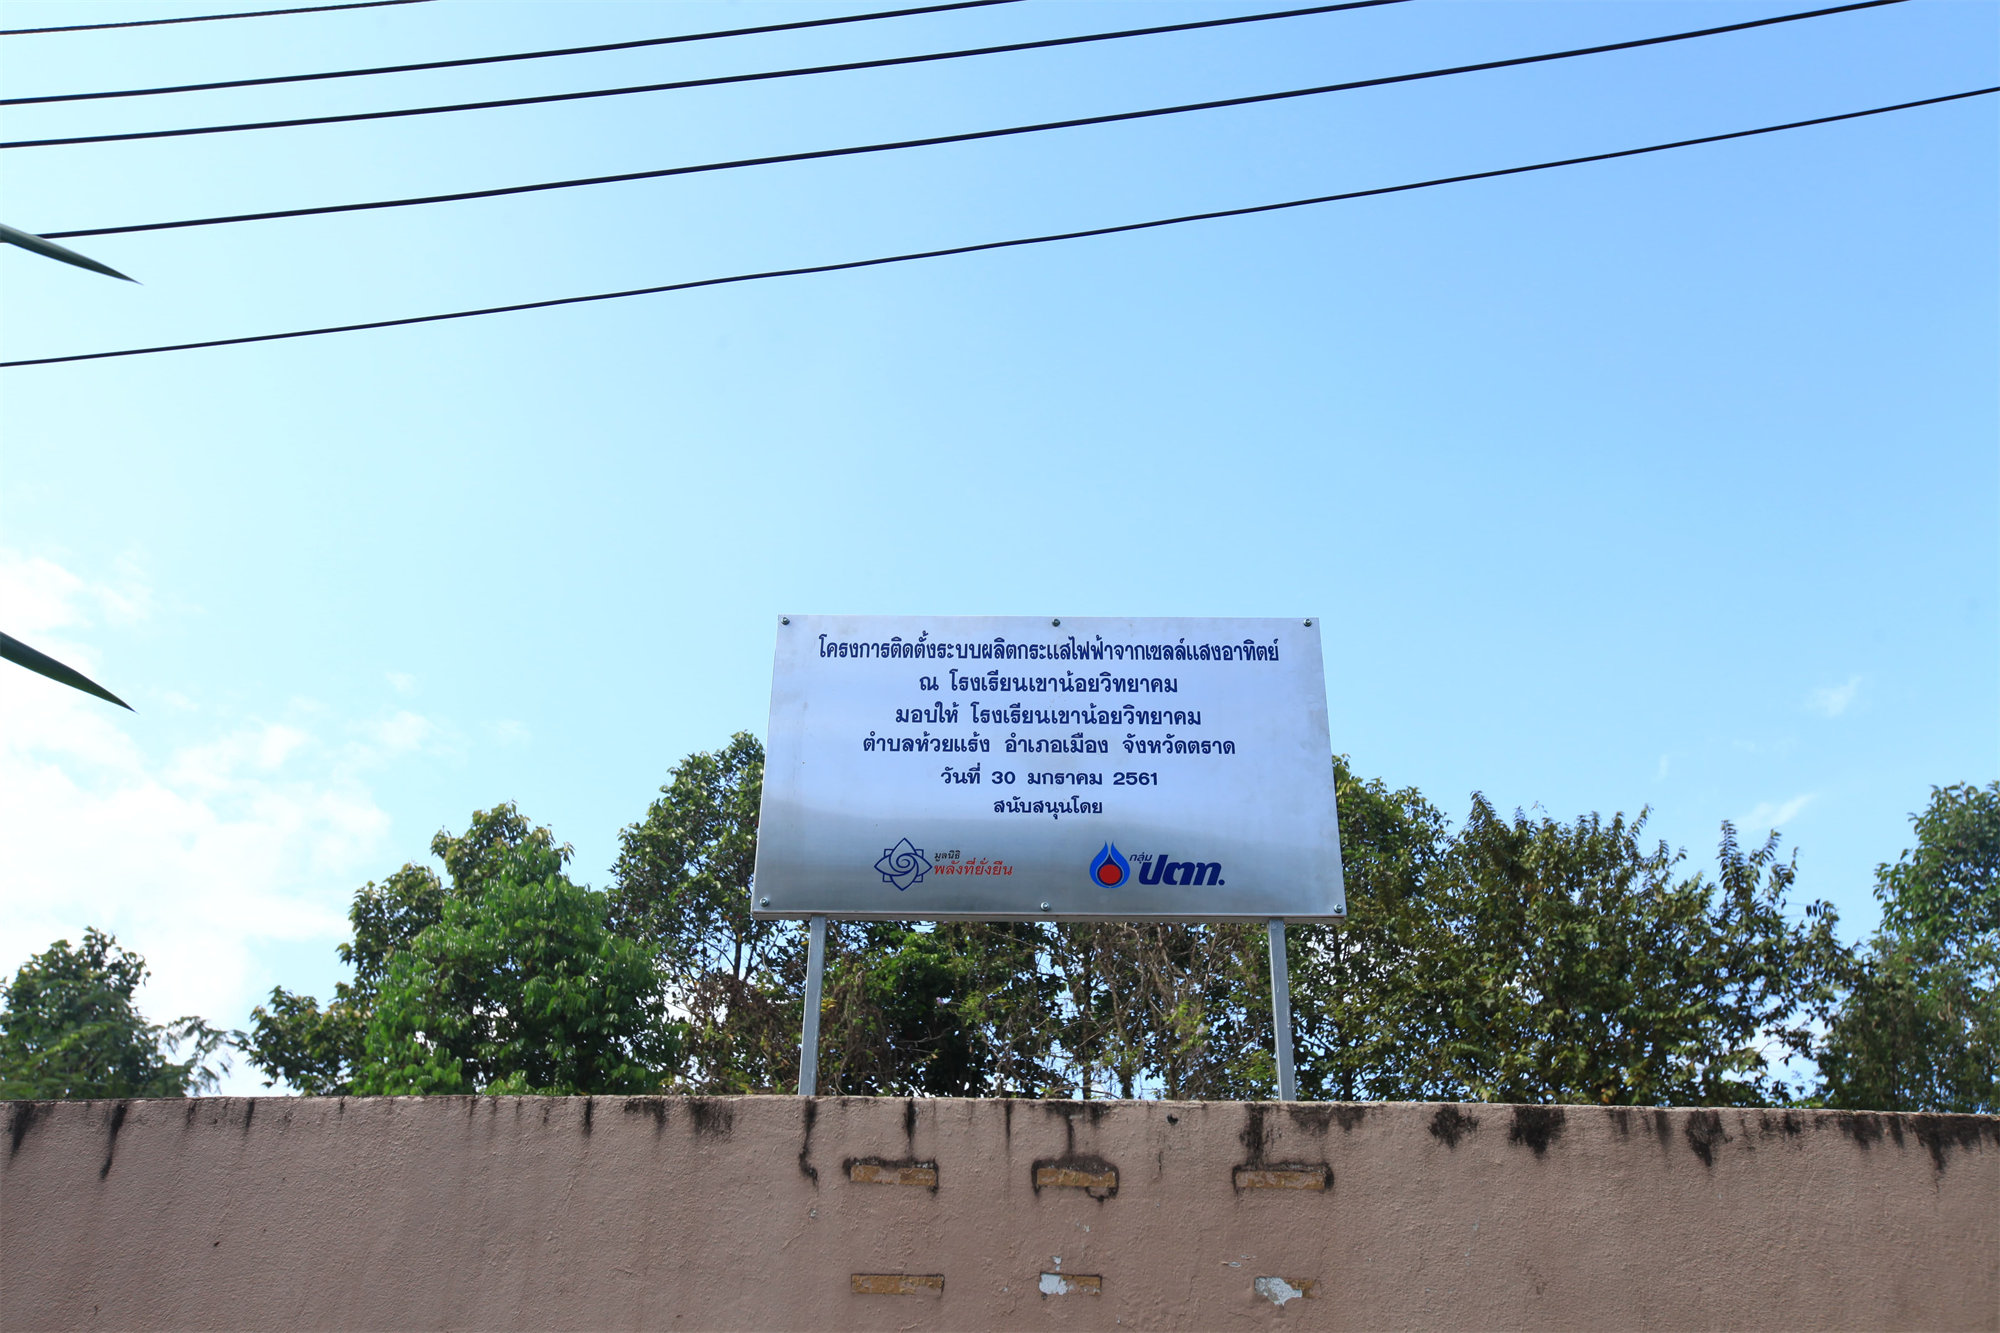 โครงการติดตั้งระบบผลิตกระแสไฟฟ้าจากเซลล์แสงอาทิตย์
ณ โรงเรียนเขาน้อยวิทยาคม
มอบให้ โรงเรียนเขาน้อยวิทยาคม
ตำบลห้วยแร้ง อำเภอเมือง จังหวัดตราด
วันที่ 30 มกราคม 2561
สนับสนุนโดย
มูลนิธิ
พลังที่ยั่งยืน
กลุ่ม
ปตท.